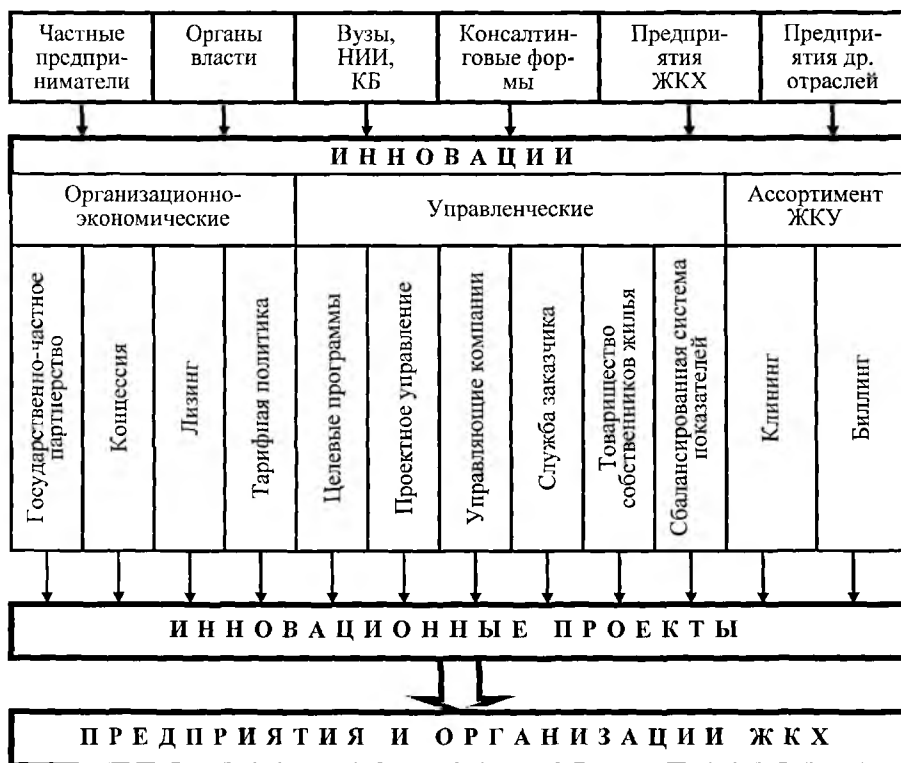 Частные
предпри-
ниматели
Органы
власти
Вузы,
НИИ,
КБ
Консалтин-
говые фор-
мы
Предпри-
ятия
ЖКХ
Предпри-
ятия др.
отраслей
ИННОВАЦИИ
Организационно-
экономические
Управленческие
Ассортимент
ЖКУ
Государственно-частное
партнерство
Концессия
Лизинг
Тарифная политика
Целевые программы
Проектное управление
Управляющие компании
Служба заказчика
Товарищество
собственников жилья
Сбалансированная система
показателей
Клининг
Биллинг
ИННОВАЦИОННЫЕ ПРОЕКТЫ
ПРЕДПРИЯТИЯ И ОРГАНИЗАЦИИ ЖКХ